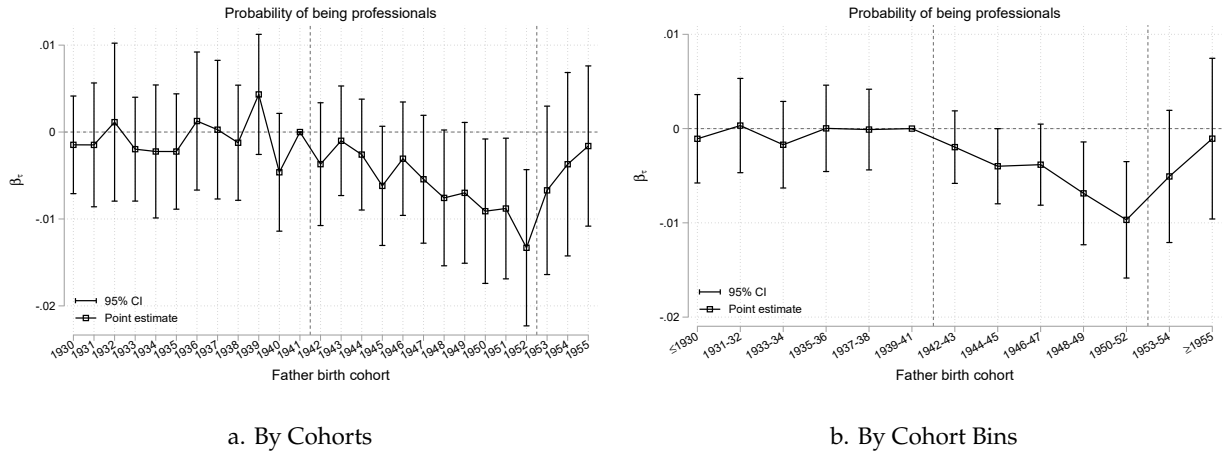 Probability of being professionals
.01
0
-.01
-.02
βτ
95% CI
Point estimate
1930 1931 1932 1933 1934 1935 1936 1937 1938 1939 1940 1941 1942 1943 1944 1945 1946 1947 1948 1949 1950 1951 1952 1953 1954 1955
Father birth cohort
a. By Cohorts
Probability of being professionals
.01
0
-.01
-.02
βτ
95% CI
Point estimate
≤1930 1931-32 1933-34 1935-36 1937-38 1939-41 1942-43 1944-45 1946-47 1948-49 1950-52 1953-54 ≥1955
Father birth cohort
b. By Cohort Bins